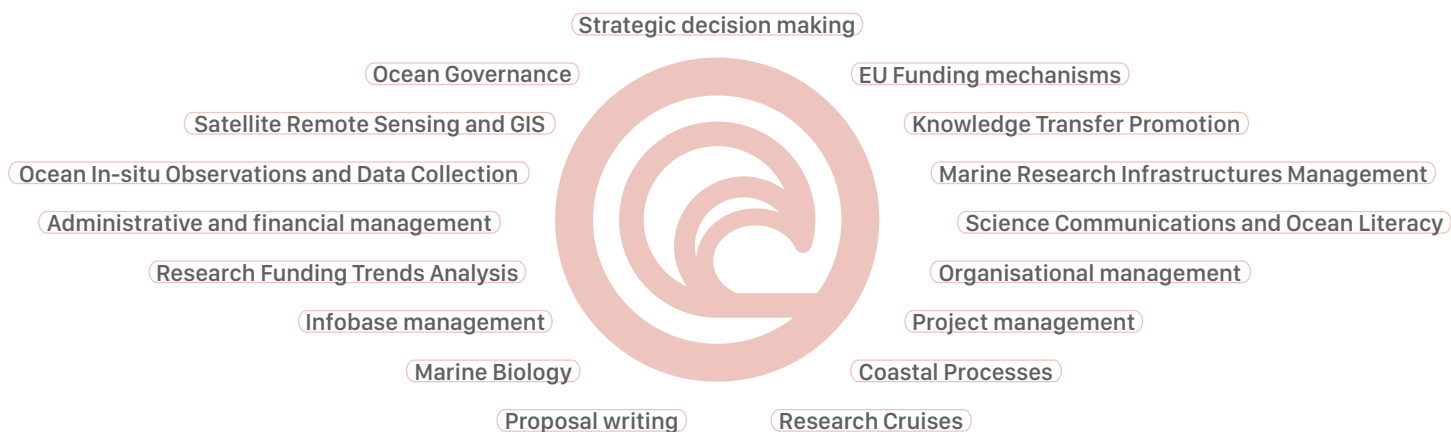 Strategic decision making
Ocean Governance
EU Funding mechanisms
Satellite Remote Sensing and GIS
Knowledge Transfer Promotion
Ocean In-situ Observations and Data Collection
Marine Research Infrastructures Management
Administrative and financial management
Science Communications and Ocean Literacy
Research Funding Trends Analysis
Organisational management
Infobase management
Project management
Marine Biology
Coastal Processes
Proposal writing
Research Cruises